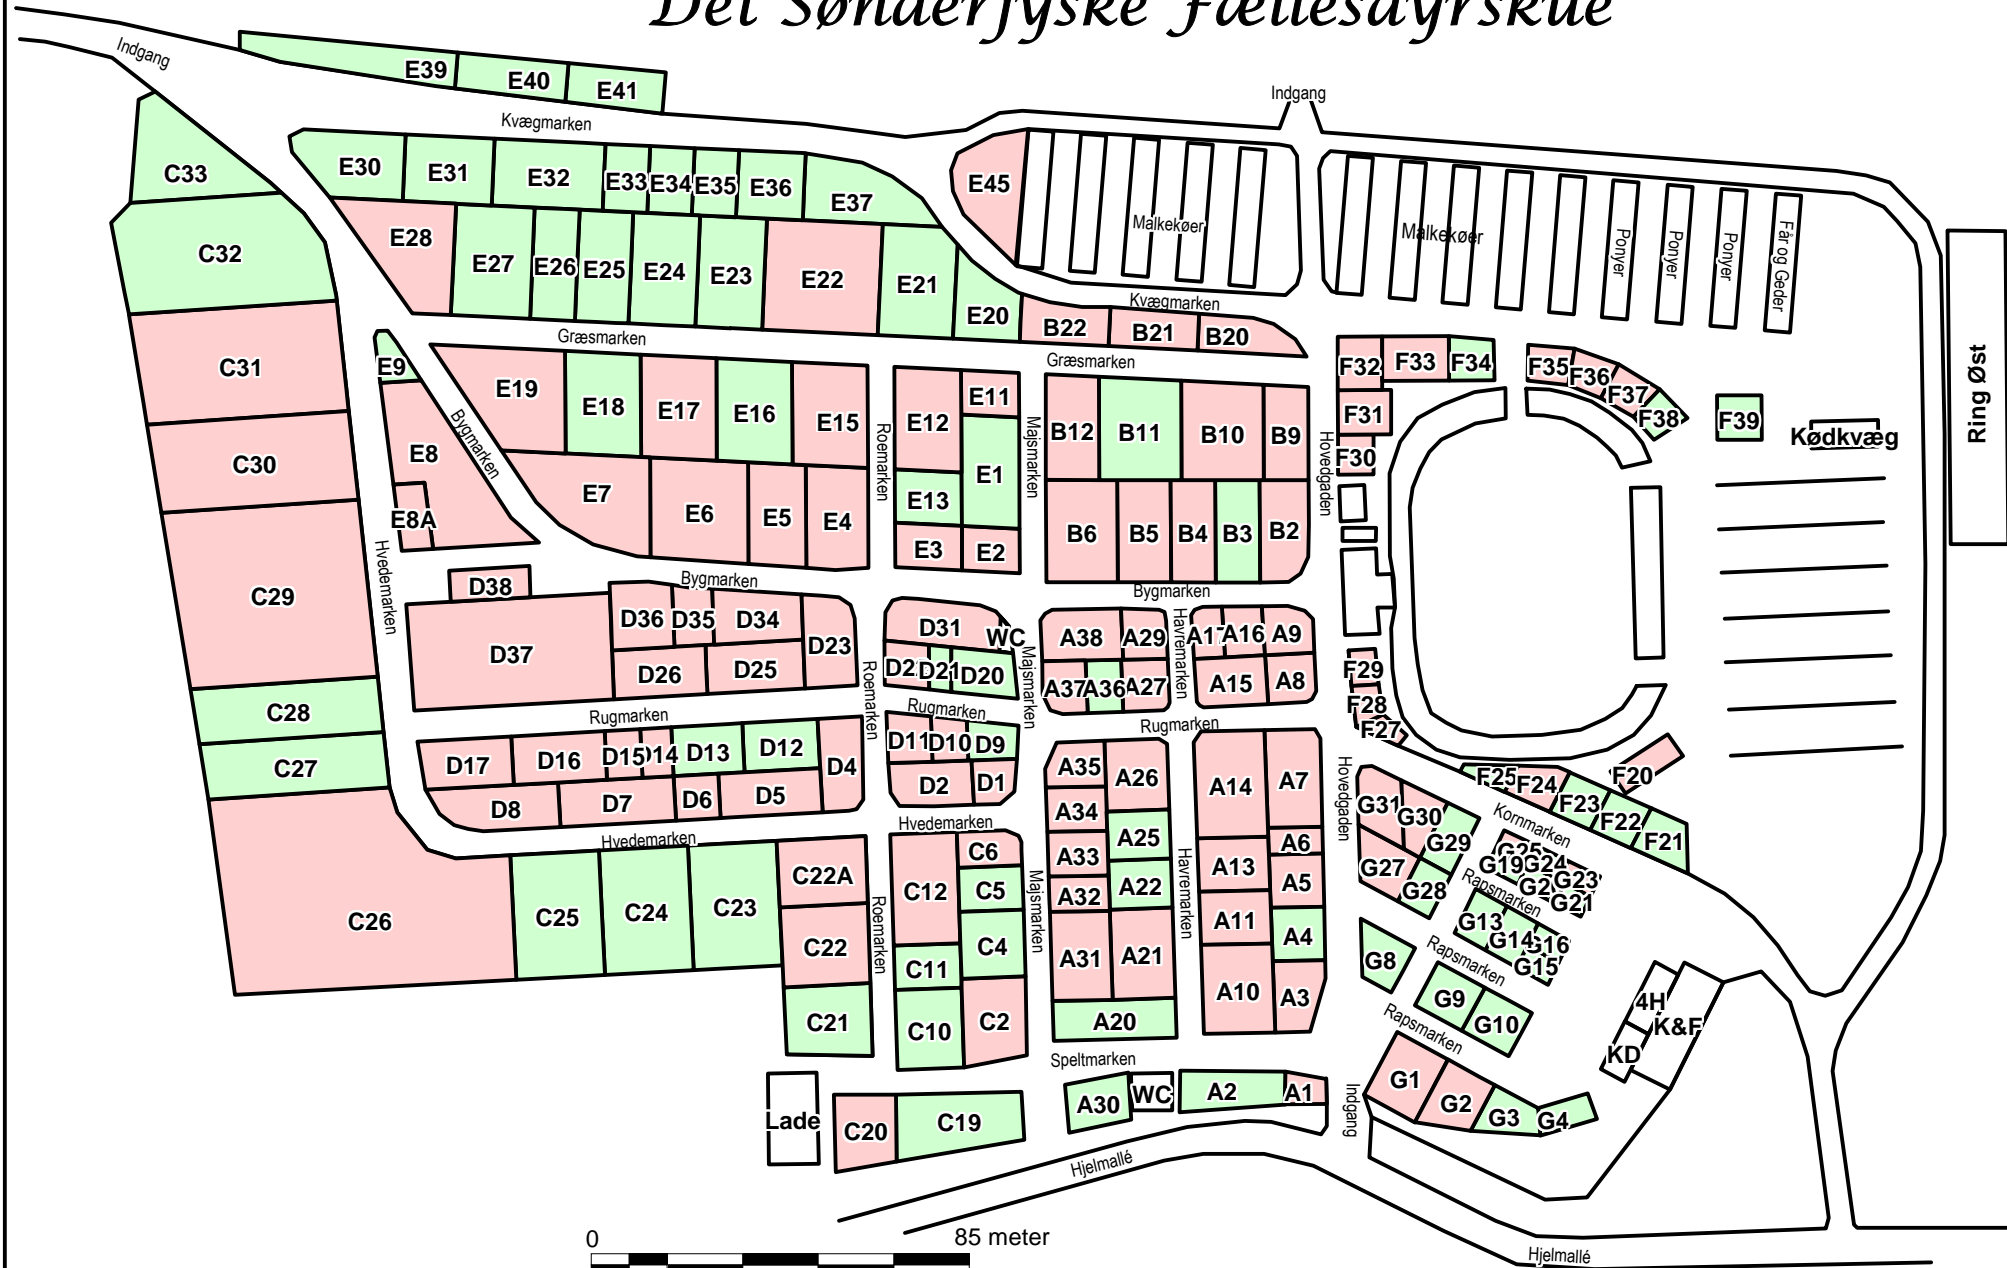 Det Sønderjyske Fællesdyrskue
Indgang
E39
E40
E41
Kvægmarken
Indgang
C33
E30
E31
E32
E33
E34
E35
E36
E37
E45
Malkekøer
Malkekøer
Ponyer
Ponyer
Ponyer
Får og Geder
C32
E28
E27
E26
E25
E24
E23
E22
E21
E20
Kvægmarken
B22
B21
B20
Græsmarken
Græsmarken
Ring Øst
C31
E9
E19
E18
E17
E16
E15
E12
E11
B12
B11
B10
B9
F32
F33
F34
F35
F36
F37
F38
F39
F31
F30
Kødkvæg
C30
E8
E8A
Bygmarken
E7
E6
E5
E4
Roemarken
E13
E1
E3
E2
Majsmarken
B6
B5
B4
B3
B2
Hovedgaden
C29
Hvedemarken
D38
Bygmarken
Bygmarken
D37
D36
D35
D34
D23
D26
D25
Roemarken
D31
WC
D21
D20
Majsmarken
A38
A29
A37
A36
A27
Havremarken
A16
A9
A15
A8
F29
F28
F27
C28
C27
Rugmarken
Rugmarken
Rugmarken
D17
D16
D15
D14
D13
D12
D4
D8
D7
D6
D5
D11
D10
D9
D2
D1
A35
A26
A34
A25
A33
A32
A22
A31
A21
A20
A14
A7
A6
A13
A5
A11
A4
A10
A3
Hovedgaden
G31
G30
G29
G27
G28
F25
F24
F23
F22
F21
F20
Kornmarken
G25
G19
G24
G23
G21
Rapsmarken
G13
G14
G15
Rapsmarken
G8
G9
G10
Rapsmarken
Hvedemarken
Hvedemarken
C26
C25
C24
C23
C22A
C22
C21
Roemarken
C12
C6
C5
C4
C11
C10
C2
Majsmarken
Havremarken
4H
K&F
KD
Speltmarken
Lade
C20
C19
A30
WC
A2
A1
Indgang
G1
G2
G3
G4
Hjelmallé
Hjelmallé
0
85 meter